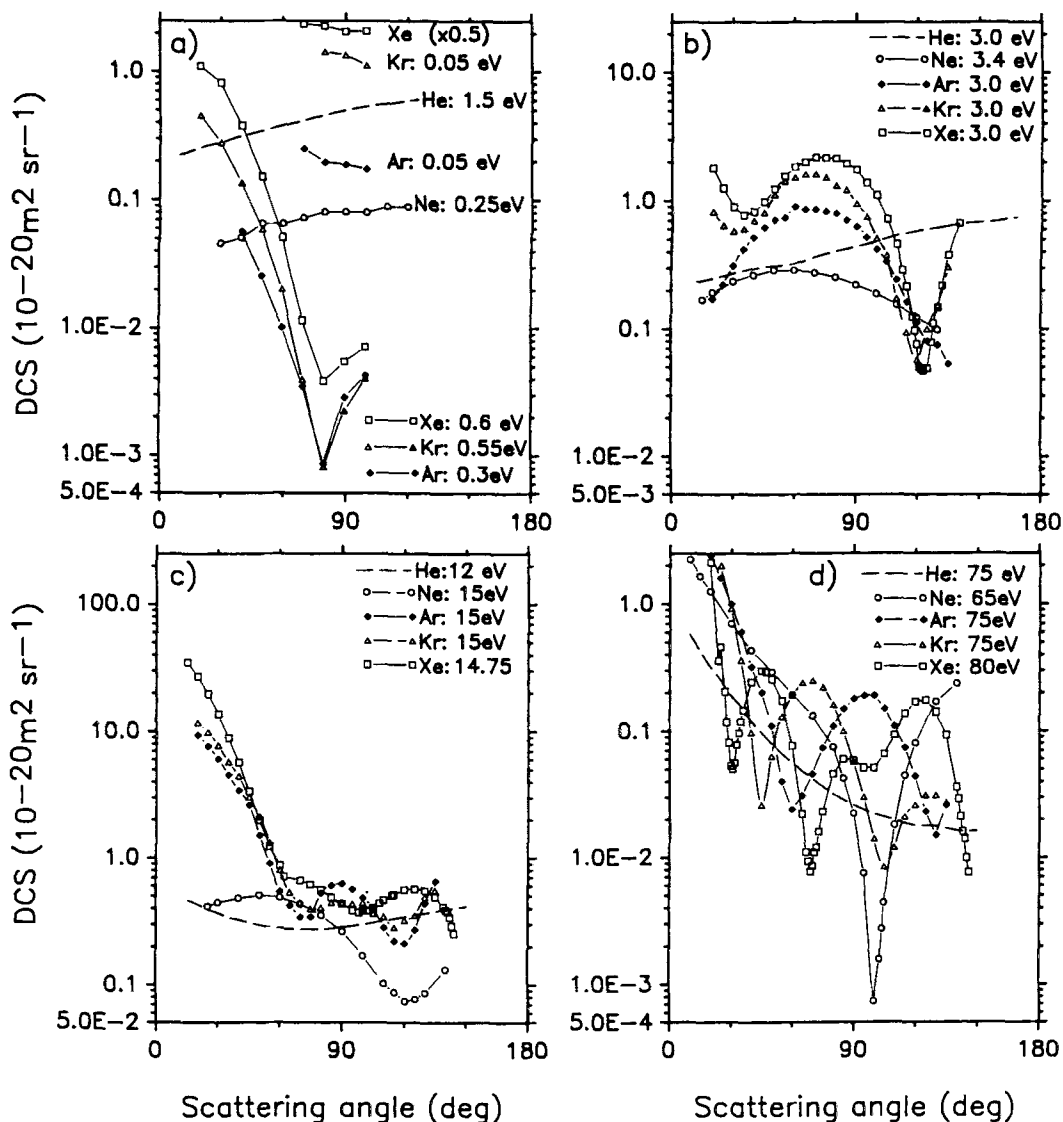 a)
Xe (x0.5)
Kr: 0.05 eV
He: 1.5 eV
Ar: 0.05 eV
Ne: 0.25eV
Xe: 0.6 eV
Kr: 0.55eV
Ar: 0.3eV
1.0
0.1
1.0E-2
1.0E-3
5.0E-4
0
90
180
DCS (10-20m2 sr-1)
b)
He: 3.0 eV
Ne: 3.4 eV
Ar: 3.0 eV
Kr: 3.0 eV
Xe: 3.0 eV
10.0
1.0
0.1
1.0E-2
5.0E-3
0
90
180
c)
He:12 eV
Ne: 15eV
Ar: 15eV
Kr: 15eV
Xe: 14.75
100.0
10.0
1.0
0.1
5.0E-2
0
90
180
DCS (10-20m2 sr-1)
Scattering angle (deg)
d)
He: 75 eV
Ne: 65eV
Ar: 75eV
Kr: 75eV
Xe: 80eV
1.0
0.1
1.0E-2
1.0E-3
5.0E-4
0
90
180
Scattering angle (deg)